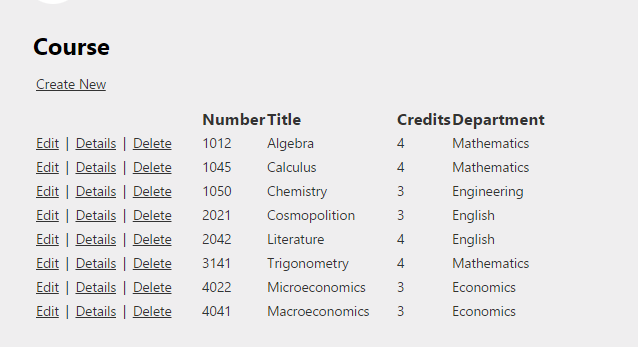 Course
Create New
Number Title Credits Department
Edit | Details | Delete 1012 Algebra 4 Mathematics
Edit | Details | Delete 1045 Calculus 4 Mathematics
Edit | Details | Delete 1050 Chemistry 3 Engineering
Edit | Details | Delete 2021 Cosmopolition 3 English
Edit | Details | Delete 2042 Literature 4 English
Edit | Details | Delete 3141 Trigonometry 4 Mathematics
Edit | Details | Delete 4022 Microeconomics 3 Economics
Edit | Details | Delete 4041 Macroeconomics 3 Economics